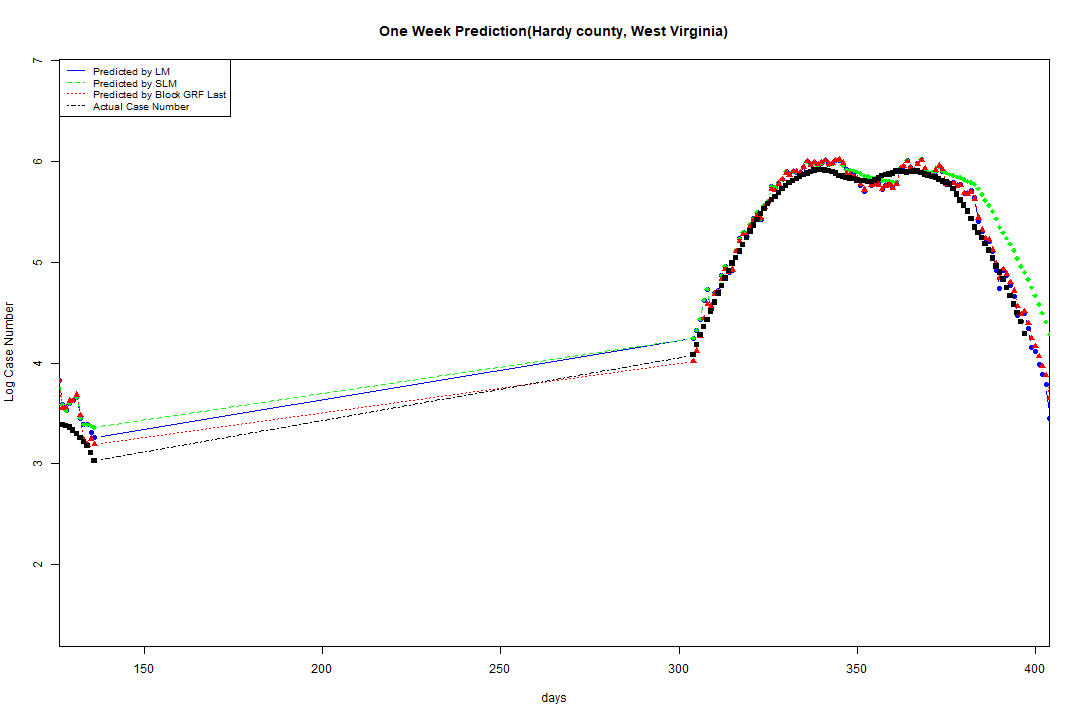 One Week Prediction(Hardy county, West Virginia)
Predicted by LM
Predicted by SLM
Predicted by Block GRF Last
Actual Case Number
Log Case Number
7
6
5
4
3
2
150 200 250 300 350 400
days